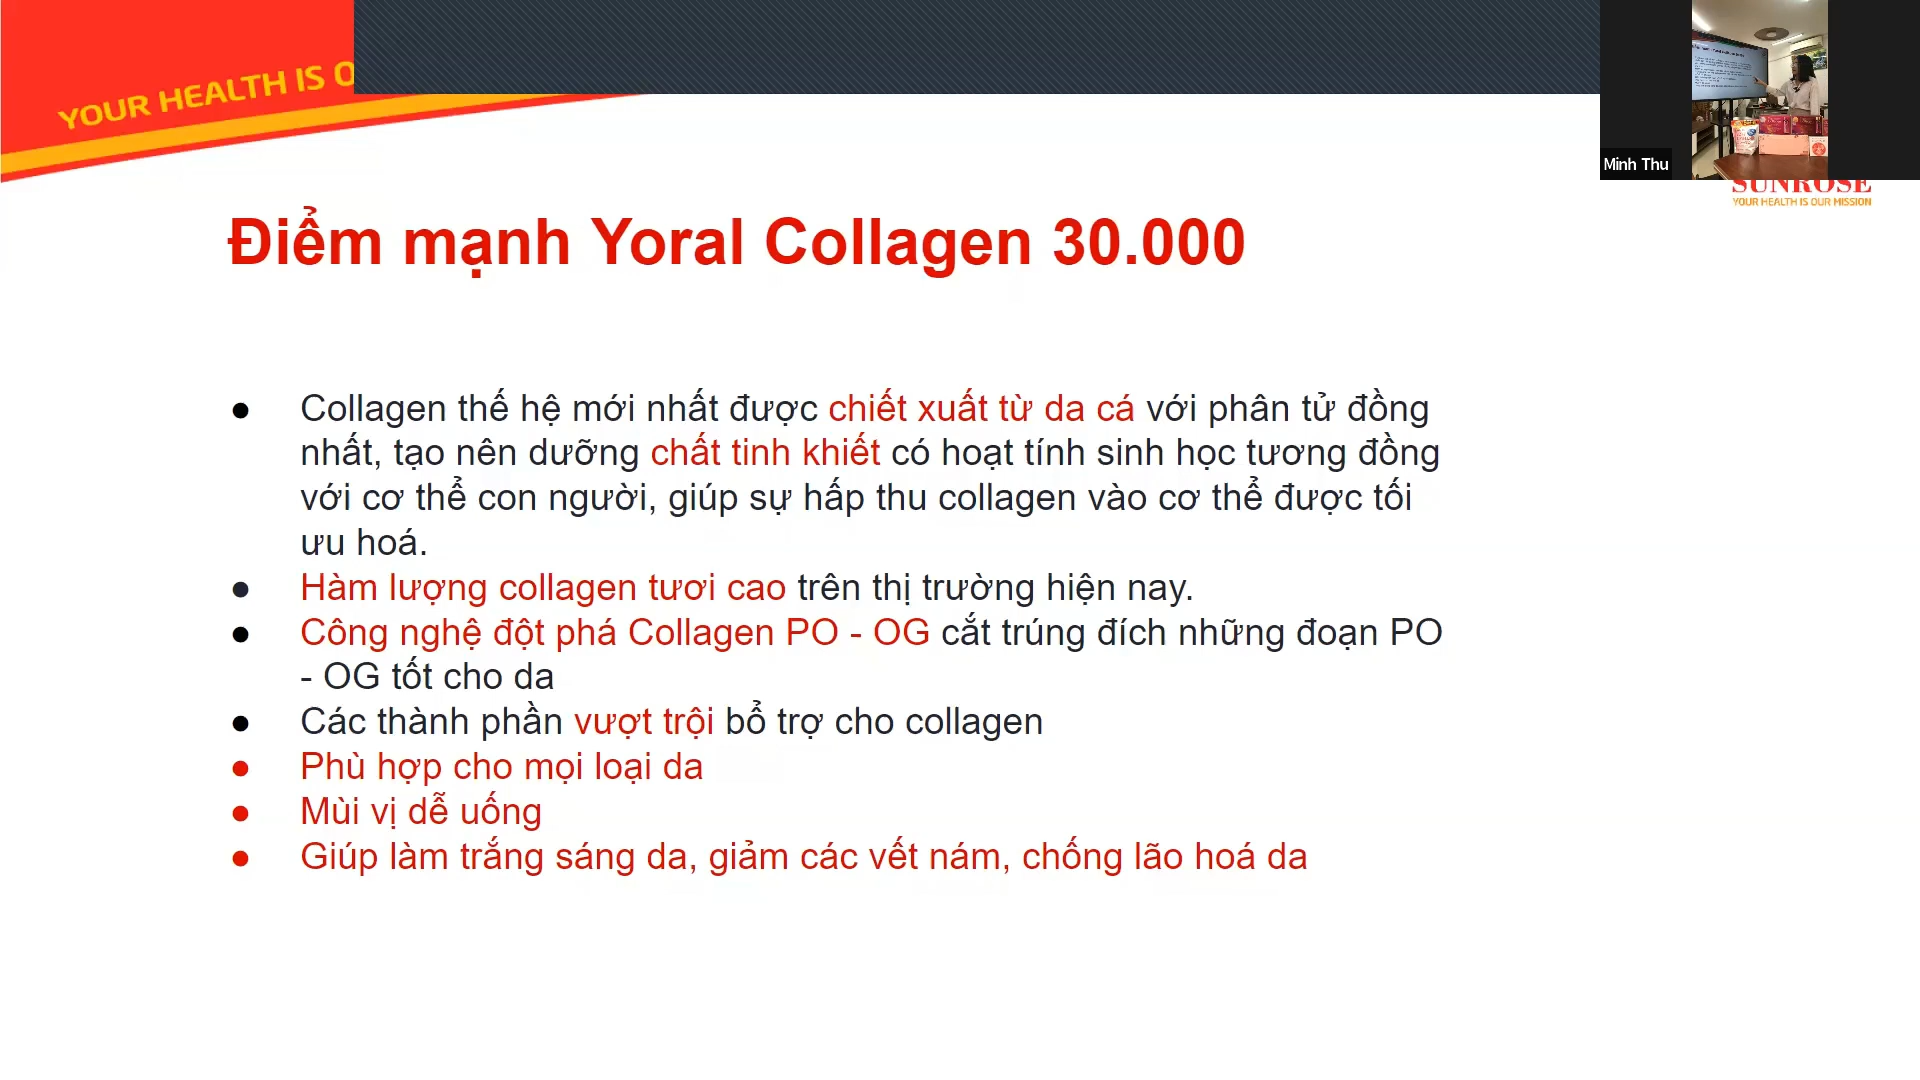 YOUR HEALTH IS O
Minh Thu
SUNROSE
YOUR HEALTH IS OUR MISSION
Điểm mạnh Yoral Collagen 30.000
● Collagen thế hệ mới nhất được chiết xuất từ da cá với phân tử đồng
nhất, tạo nên dưỡng chất tinh khiết có hoạt tính sinh học tương đồng
với cơ thể con người, giúp sự hấp thu collagen vào cơ thể được tối
ưu hoá.
● Hàm lượng collagen tươi cao trên thị trường hiện nay.
● Công nghệ đột phá Collagen PO - OG cắt trúng đích những đoạn PO
- OG tốt cho da
● Các thành phần vượt trội bổ trợ cho collagen
● Phù hợp cho mọi loại da
● Mùi vị dễ uống
● Giúp làm trắng sáng da, giảm các vết nám, chống lão hoá da